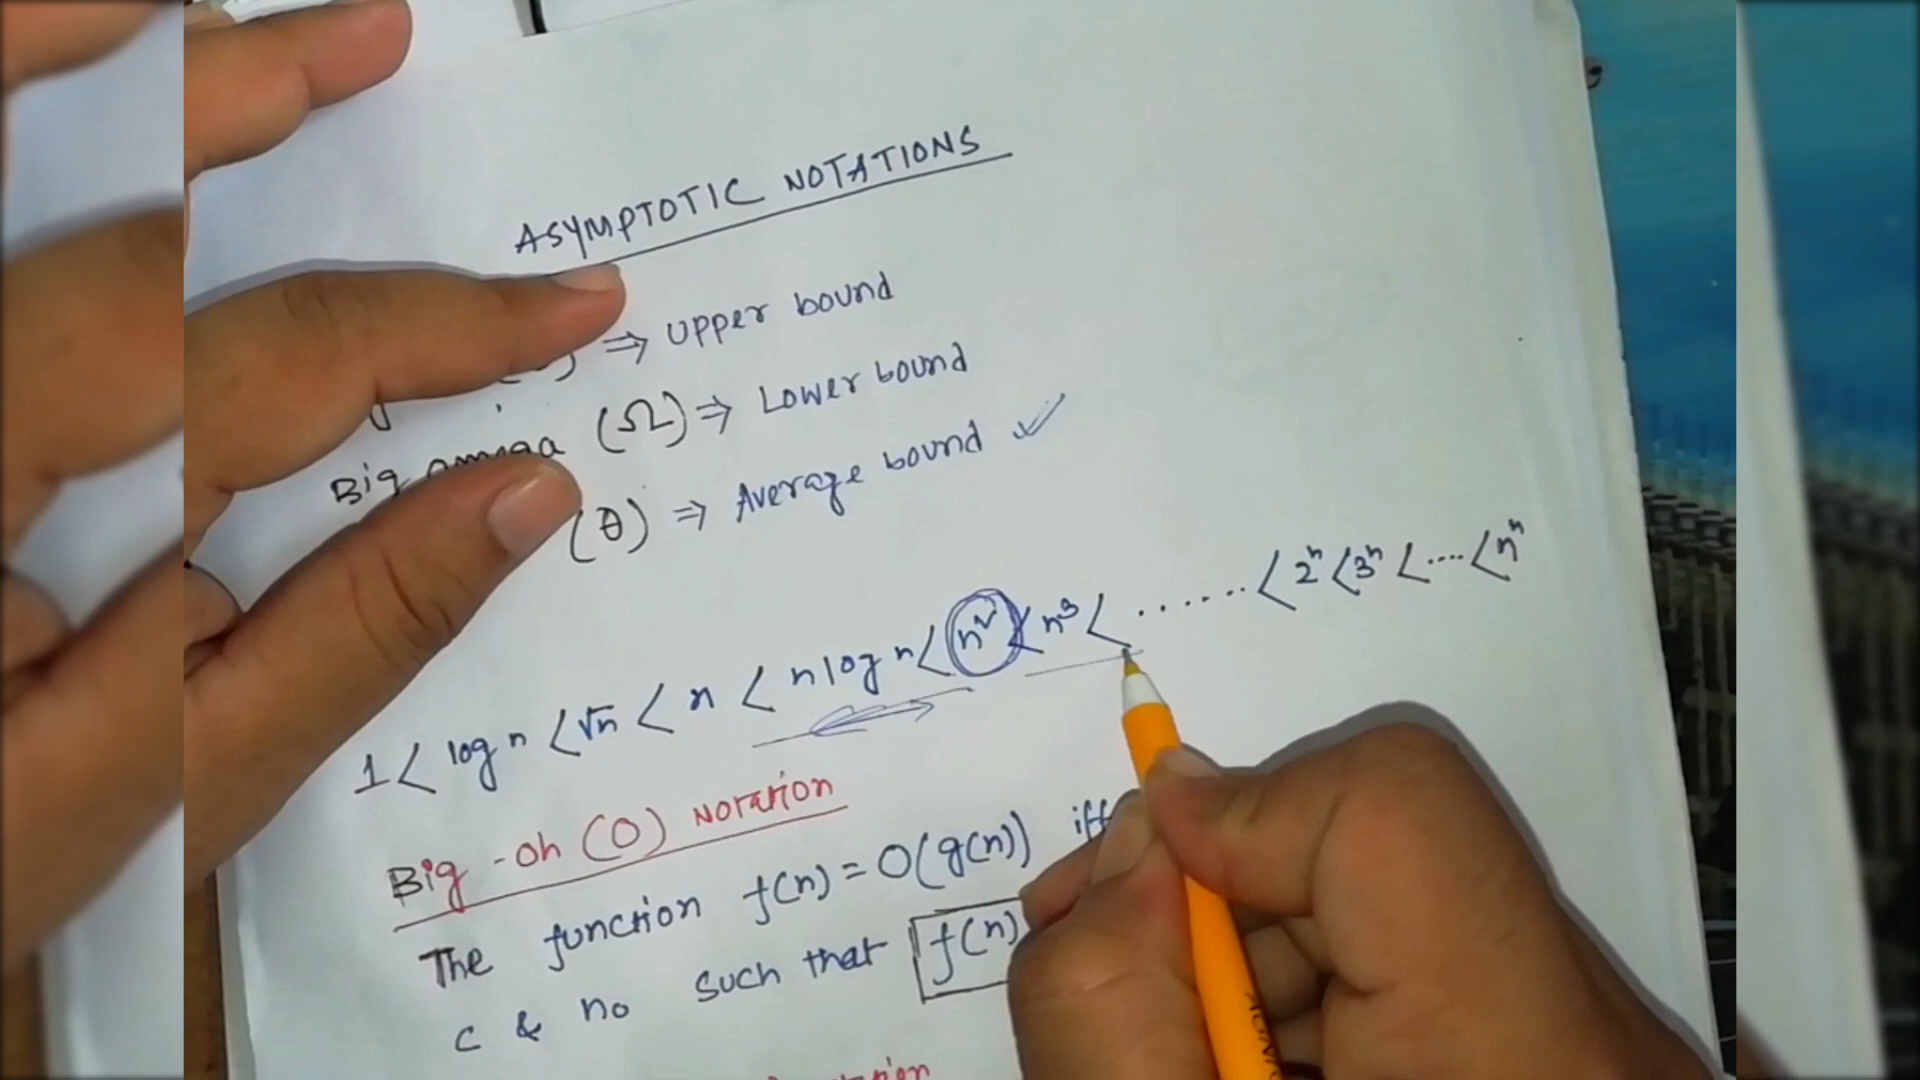 ASYMPTOTIC NOTATIONS
⇒ Upper bound
Big omega (Ω) ⇒ Lower bound
(θ) ⇒ Average bound ✓
1 < log n < √n < n < n log n < n² < n³ < ...... < 2ⁿ < 3ⁿ < .... < nⁿ
Big -Oh (O) Notation
The function f(n) = O(g(n)) iff
c & no such that f(n)